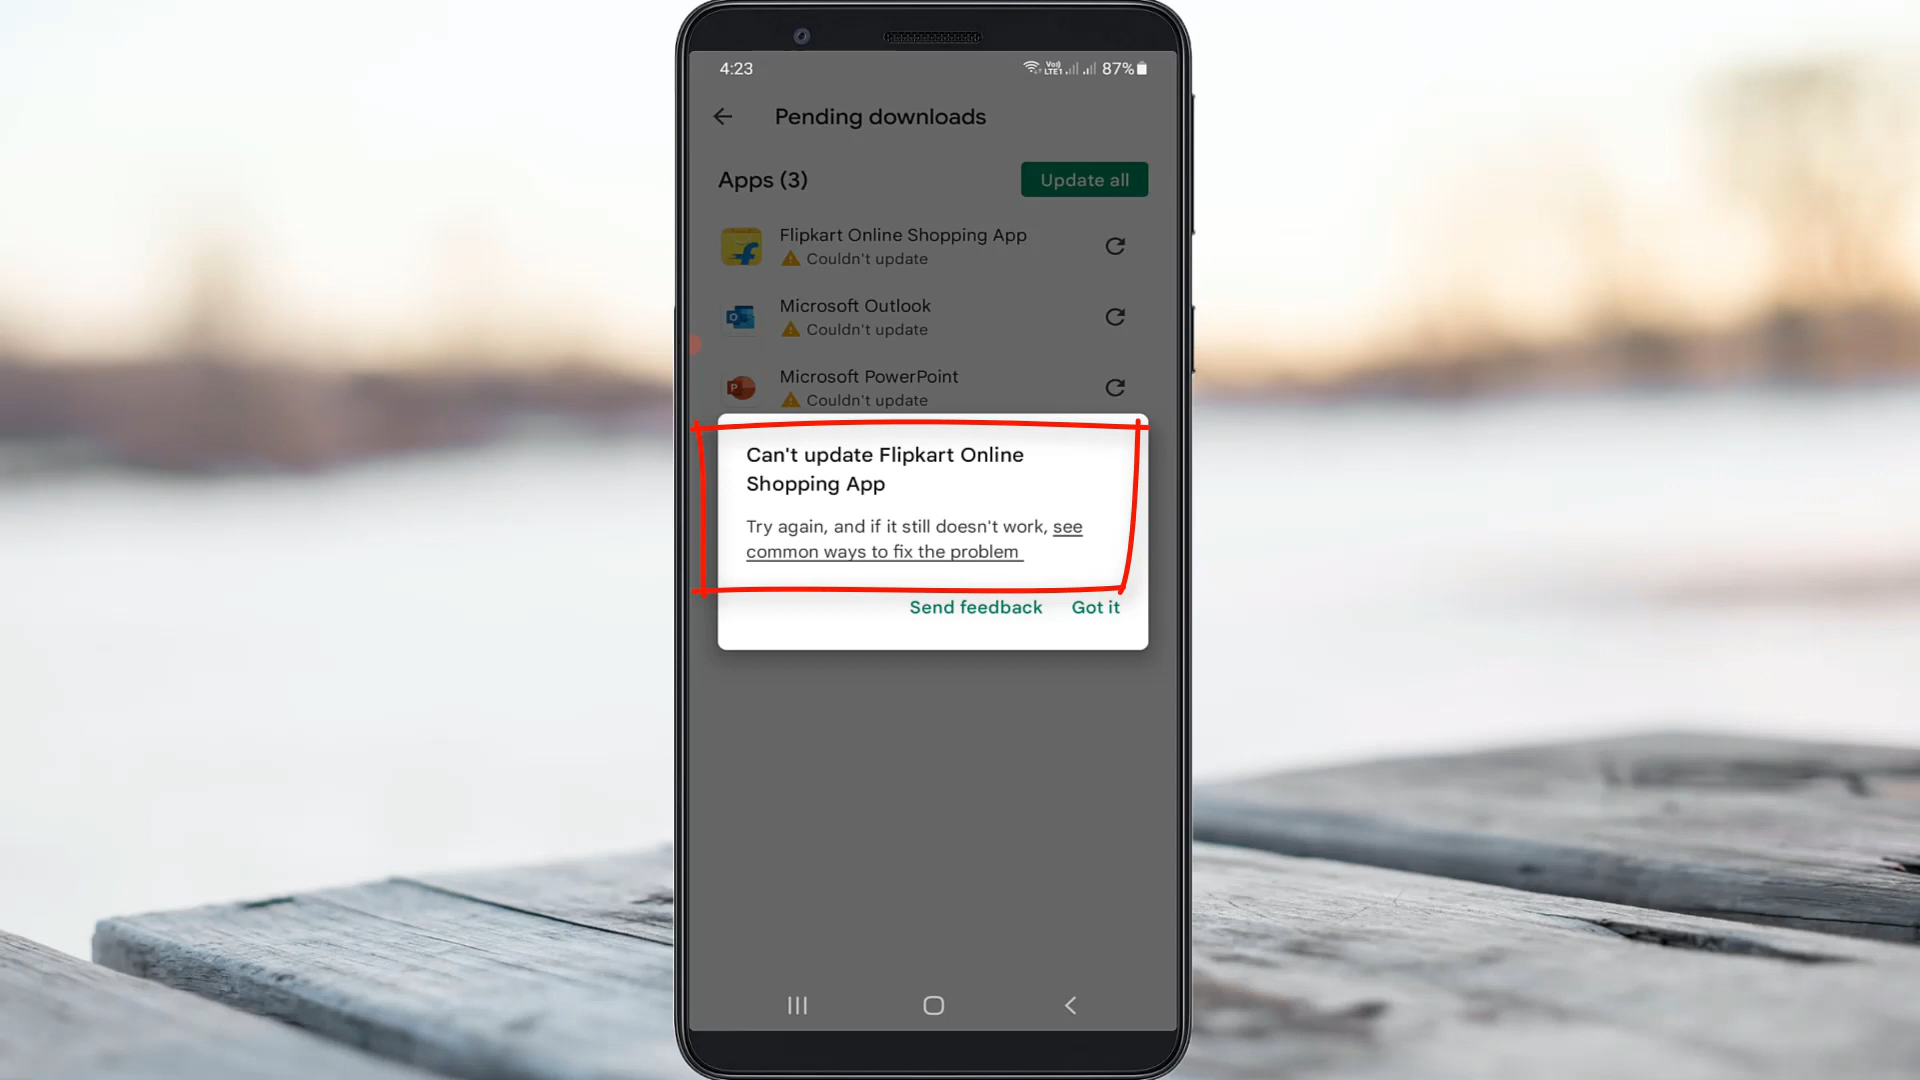 4:23
Vo) LTE1 87%
Pending downloads
Apps (3)
Update all
Flipkart Online Shopping App
Couldn't update
Microsoft Outlook
Couldn't update
Microsoft PowerPoint
Couldn't update
Can't update Flipkart Online
Shopping App
Try again, and if it still doesn't work, see
common ways to fix the problem
Send feedback
Got it